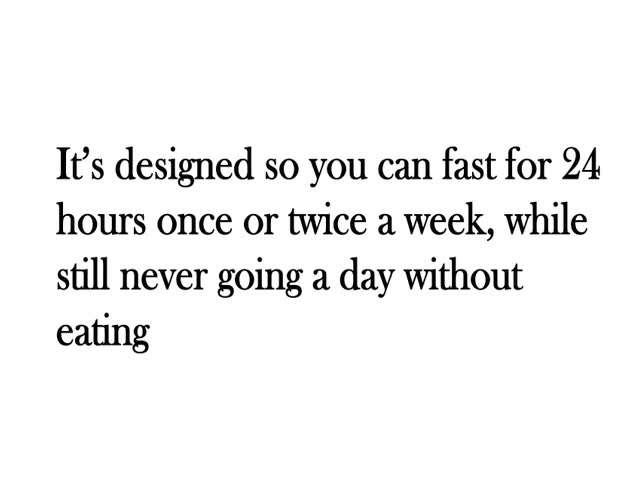 It’s designed so you can fast for 24
hours once or twice a week, while
still never going a day without
eating